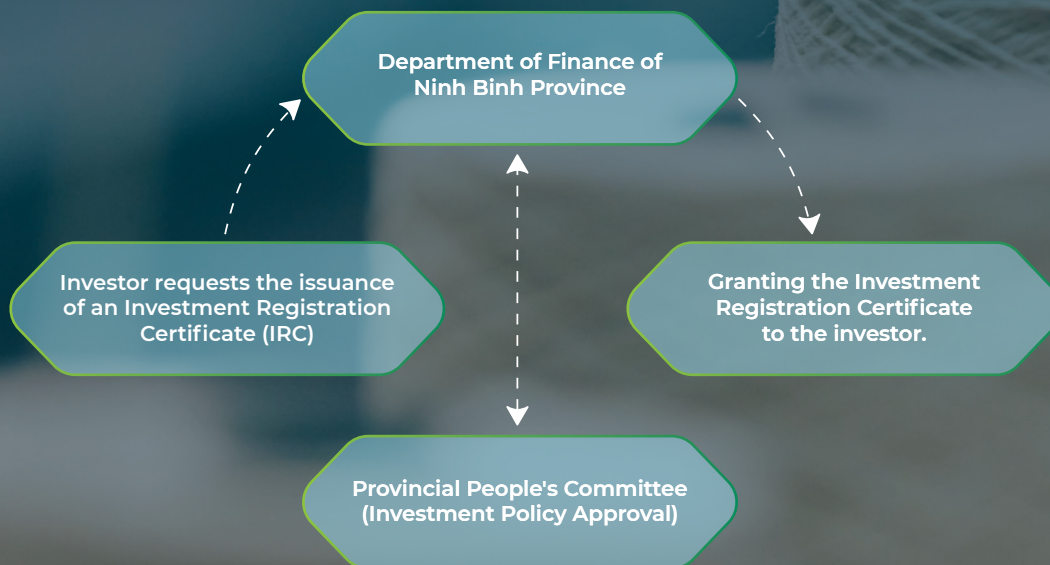 Department of Finance of
Ninh Binh Province
Investor requests the issuance
of an Investment Registration
Certificate (IRC)
Granting the Investment
Registration Certificate
to the investor.
Provincial People's Committee
(Investment Policy Approval)